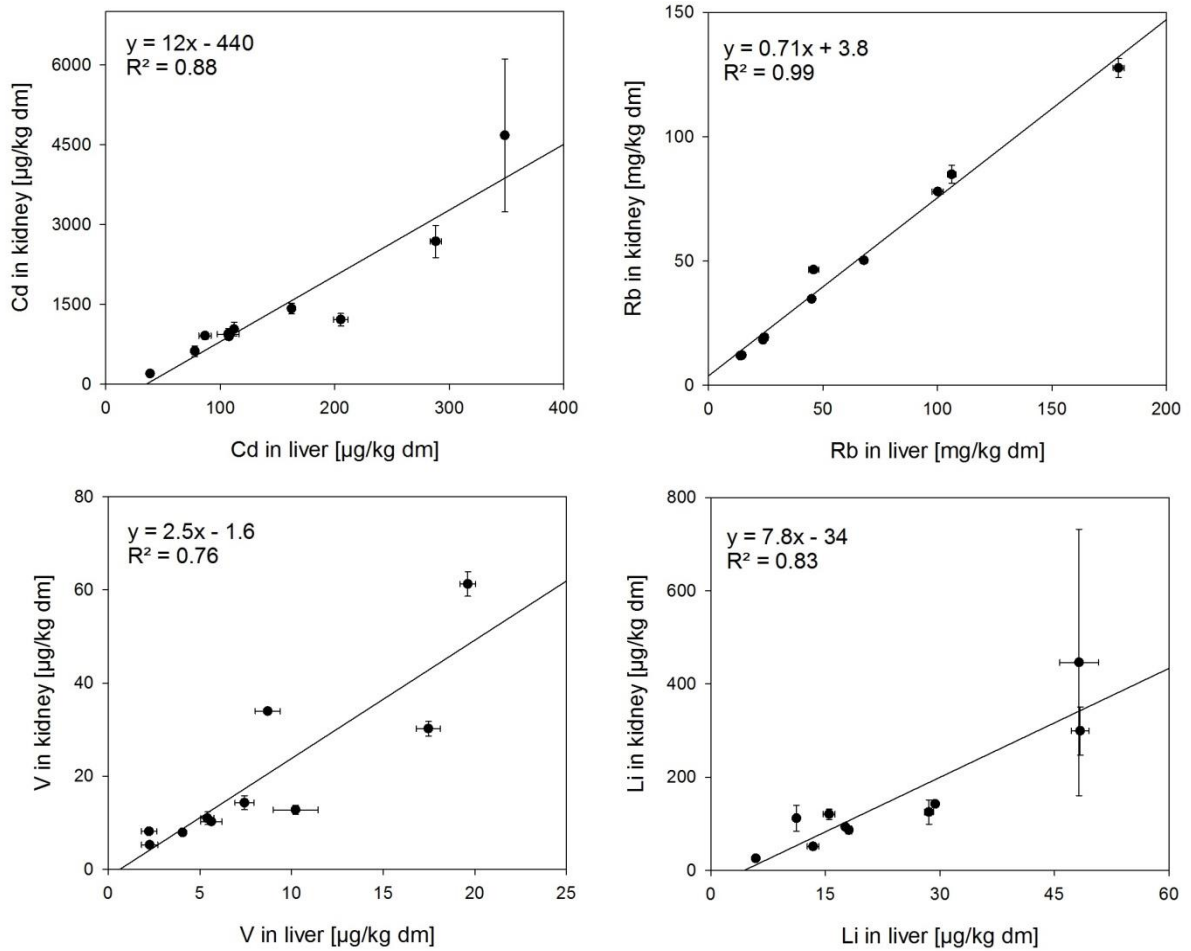 y = 12x - 440
R² = 0.88
6000
4500
3000
1500
0
0 100 200 300 400
Cd in kidney [µg/kg dm]
Cd in liver [µg/kg dm]
y = 0.71x + 3.8
R² = 0.99
150
100
50
0
0 50 100 150 200
Rb in kidney [mg/kg dm]
Rb in liver [mg/kg dm]
y = 2.5x - 1.6
R² = 0.76
80
60
40
20
0
0 5 10 15 20 25
V in kidney [µg/kg dm]
V in liver [µg/kg dm]
y = 7.8x - 34
R² = 0.83
800
600
400
200
0
0 15 30 45 60
Li in kidney [µg/kg dm]
Li in liver [µg/kg dm]